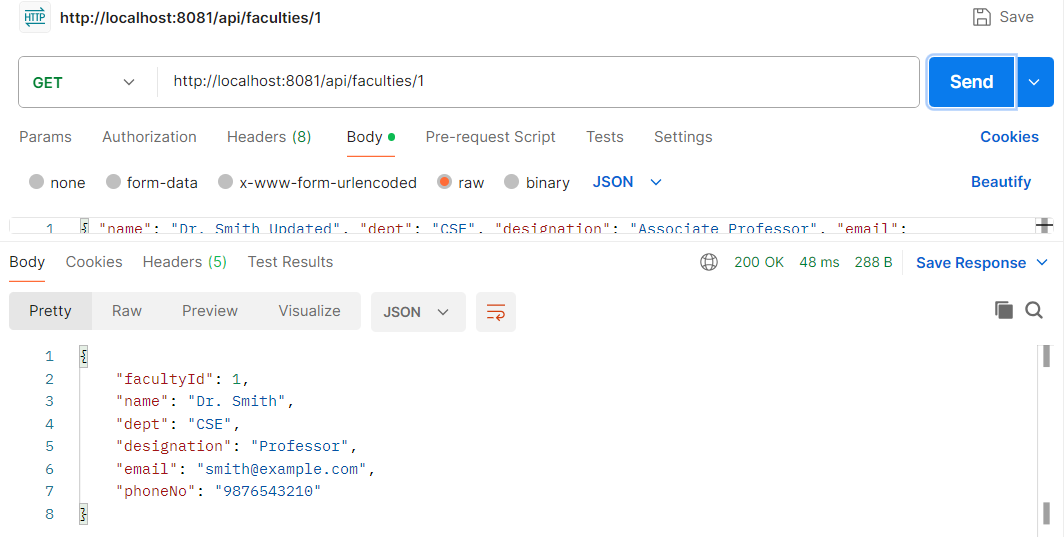 HTTP http://localhost:8081/api/faculties/1 Save
GET http://localhost:8081/api/faculties/1 Send
Params Authorization Headers (8) Body Pre-request Script Tests Settings Cookies
none form-data x-www-form-urlencoded raw binary JSON Beautify
1 { "name": "Dr. Smith Updated", "dept": "CSE", "designation": "Associate Professor", "email":
Body Cookies Headers (5) Test Results 200 OK 48 ms 288 B Save Response
Pretty Raw Preview Visualize JSON
1 {
2 "facultyId": 1,
3 "name": "Dr. Smith",
4 "dept": "CSE",
5 "designation": "Professor",
6 "email": "smith@example.com",
7 "phoneNo": "9876543210"
8 }